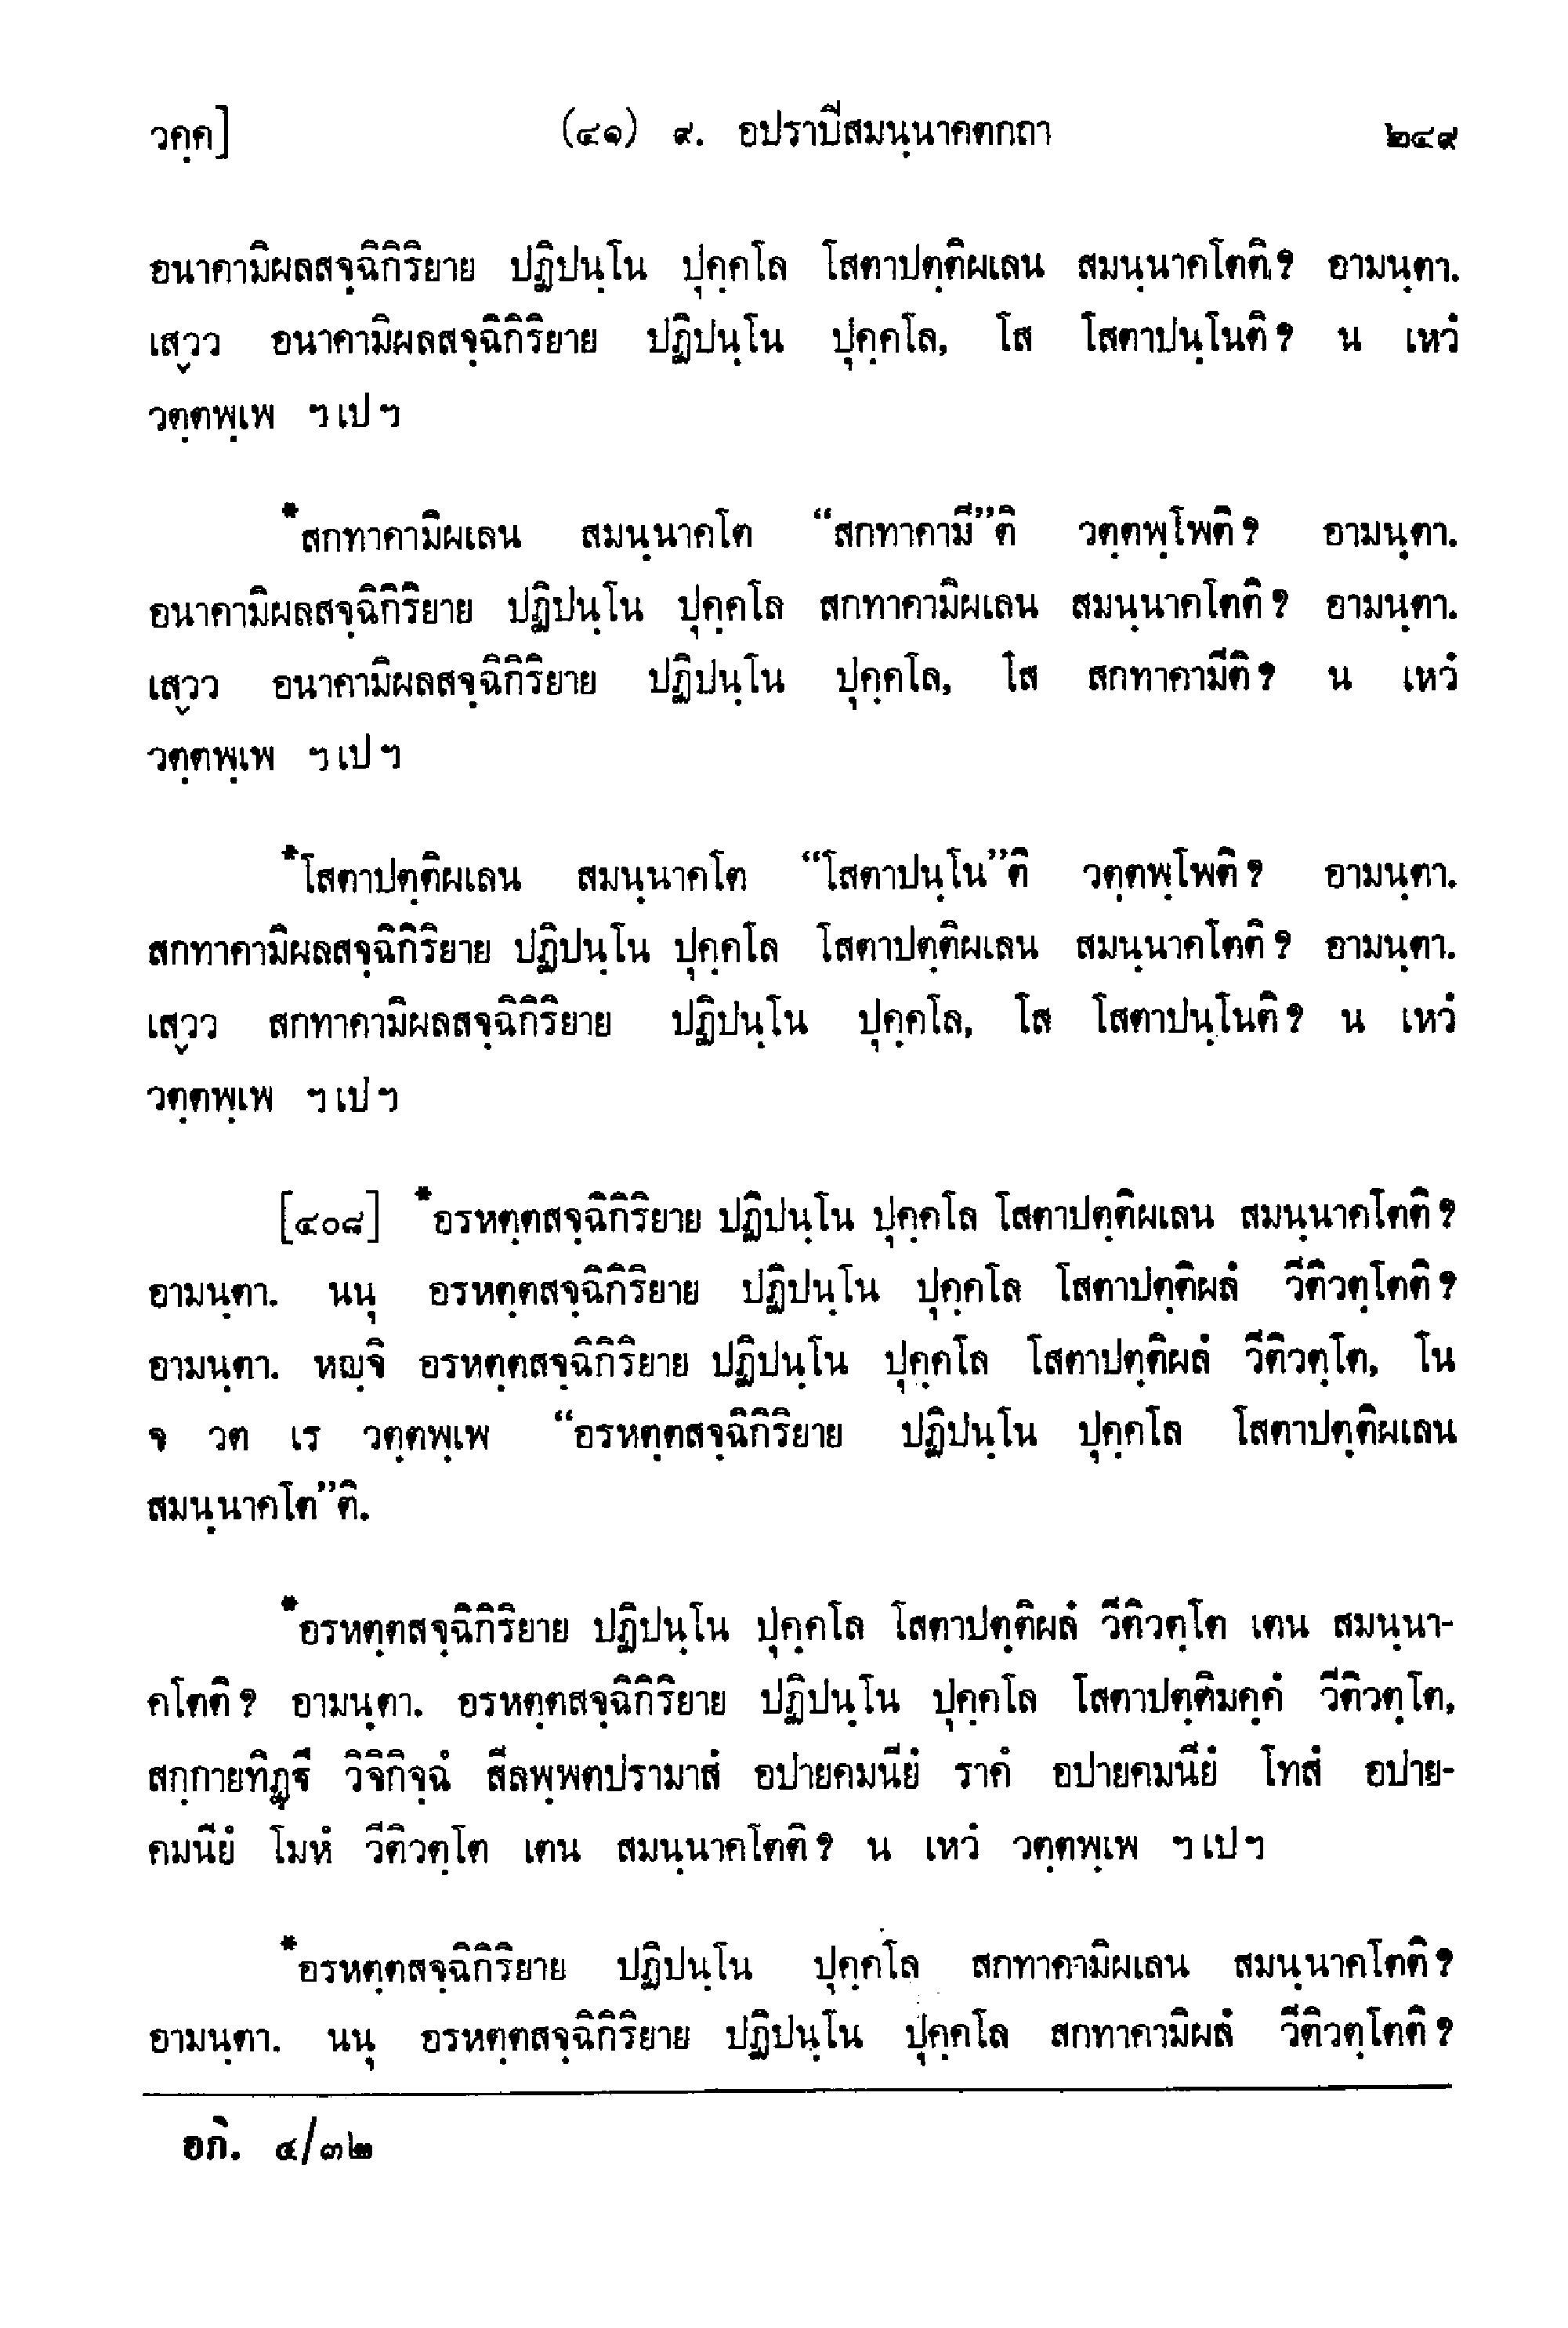 วคฺค] (๔๑) ๙. อปราปิสมนฺนาคตกถา ๒๔๙
อนาคามิผลสจฺฉิกิริยาย ปฏิปนฺโน ปุคฺคโล โสตาปตฺติผเลน สมนฺนาคโตติ? อามนฺตา.
เสฺวว อนาคามิผลสจฺฉิกิริยาย ปฏิปนฺโน ปุคฺคโล, โส โสตาปนฺโนติ? น เหวํ
วตฺตพฺเพ ฯเปฯ
*สกทาคามิผเลน สมนฺนาคโต “สกทาคามี”ติ วตฺตพฺโพติ? อามนฺตา.
อนาคามิผลสจฺฉิกิริยาย ปฏิปนฺโน ปุคฺคโล สกทาคามิผเลน สมนฺนาคโตติ? อามนฺตา.
เสฺวว อนาคามิผลสจฺฉิกิริยาย ปฏิปนฺโน ปุคฺคโล, โส สกทาคามีติ? น เหวํ
วตฺตพฺเพ ฯเปฯ
*โสตาปตฺติผเลน สมนฺนาคโต “โสตาปนฺโน”ติ วตฺตพฺโพติ? อามนฺตา.
สกทาคามิผลสจฺฉิกิริยาย ปฏิปนฺโน ปุคฺคโล โสตาปตฺติผเลน สมนฺนาคโตติ? อามนฺตา.
เสฺวว สกทาคามิผลสจฺฉิกิริยาย ปฏิปนฺโน ปุคฺคโล, โส โสตาปนฺโนติ? น เหวํ
วตฺตพฺเพ ฯเปฯ
[๔๐๘] *อรหตฺตสจฺฉิกิริยาย ปฏิปนฺโน ปุคฺคโล โสตาปตฺติผเลน สมนฺนาคโตติ?
อามนฺตา. นนุ อรหตฺตสจฺฉิกิริยาย ปฏิปนฺโน ปุคฺคโล โสตาปตฺติผลํ วีติวตฺโตติ?
อามนฺตา. หญฺจิ อรหตฺตสจฺฉิกิริยาย ปฏิปนฺโน ปุคฺคโล โสตาปตฺติผลํ วีติวตฺโต, โน
จ วต เร วตฺตพฺเพ “อรหตฺตสจฺฉิกิริยาย ปฏิปนฺโน ปุคฺคโล โสตาปตฺติผเลน
สมนฺนาคโต”ติ.
*อรหตฺตสจฺฉิกิริยาย ปฏิปนฺโน ปุคฺคโล โสตาปตฺติผลํ วีติวตฺโต เตน สมนฺนา-
คโตติ? อามนฺตา. อรหตฺตสจฺฉิกิริยาย ปฏิปนฺโน ปุคฺคโล โสตาปตฺติมคฺคํ วีติวตฺโต,
สกฺกายทิฏฺฐึ วิจิกิจฺฉํ สีลพฺพตปรามาสํ อปายคมนียํ ราคํ อปายคมนียํ โทสํ อปาย-
คมนียํ โมหํ วีติวตฺโต เตน สมนฺนาคโตติ? น เหวํ วตฺตพฺเพ ฯเปฯ
*อรหตฺตสจฺฉิกิริยาย ปฏิปนฺโน ปุคฺคโล สกทาคามิผเลน สมนฺนาคโตติ?
อามนฺตา. นนุ อรหตฺตสจฺฉิกิริยาย ปฏิปนฺโน ปุคฺคโล สกทาคามิผลํ วีติวตฺโตติ?
อภิ. ๔/๓๒